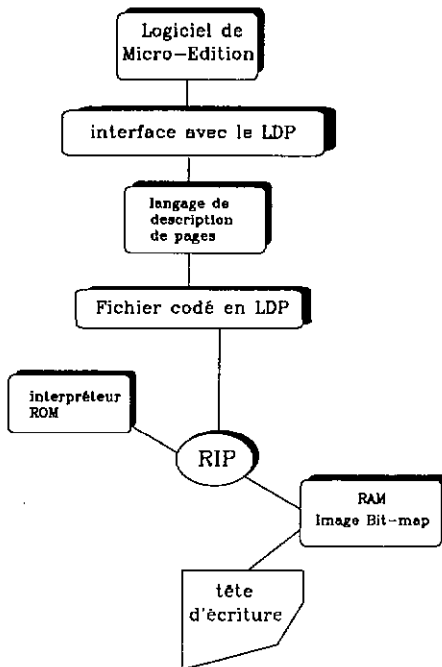 Logiciel de
Micro-Edition
interface avec le LDP
langage de
description
de pages
Fichier codé en LDP
interpréteur
ROM
RIP
RAM
Image Bit-map
tête
d'écriture